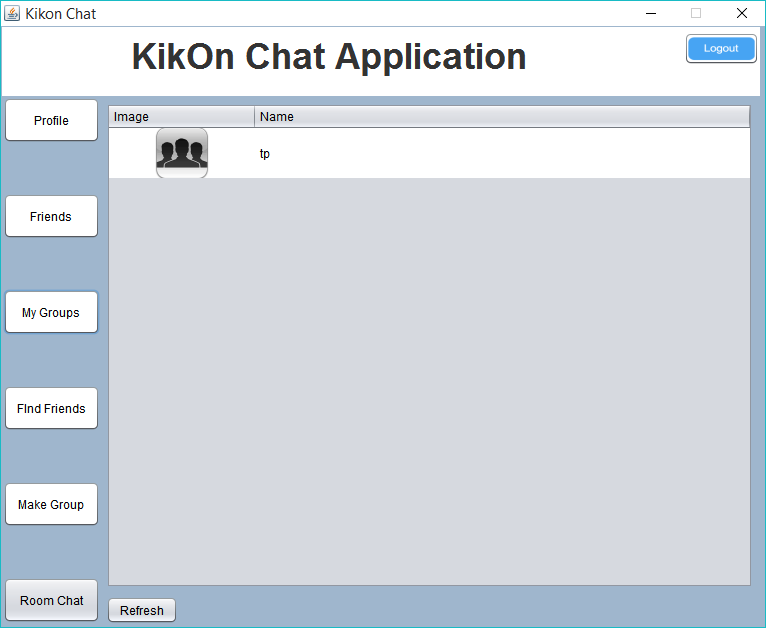 Kikon Chat
KikOn Chat Application
Logout
Profile
Friends
My Groups
FInd Friends
Make Group
Room Chat
Image Name
tp
Refresh